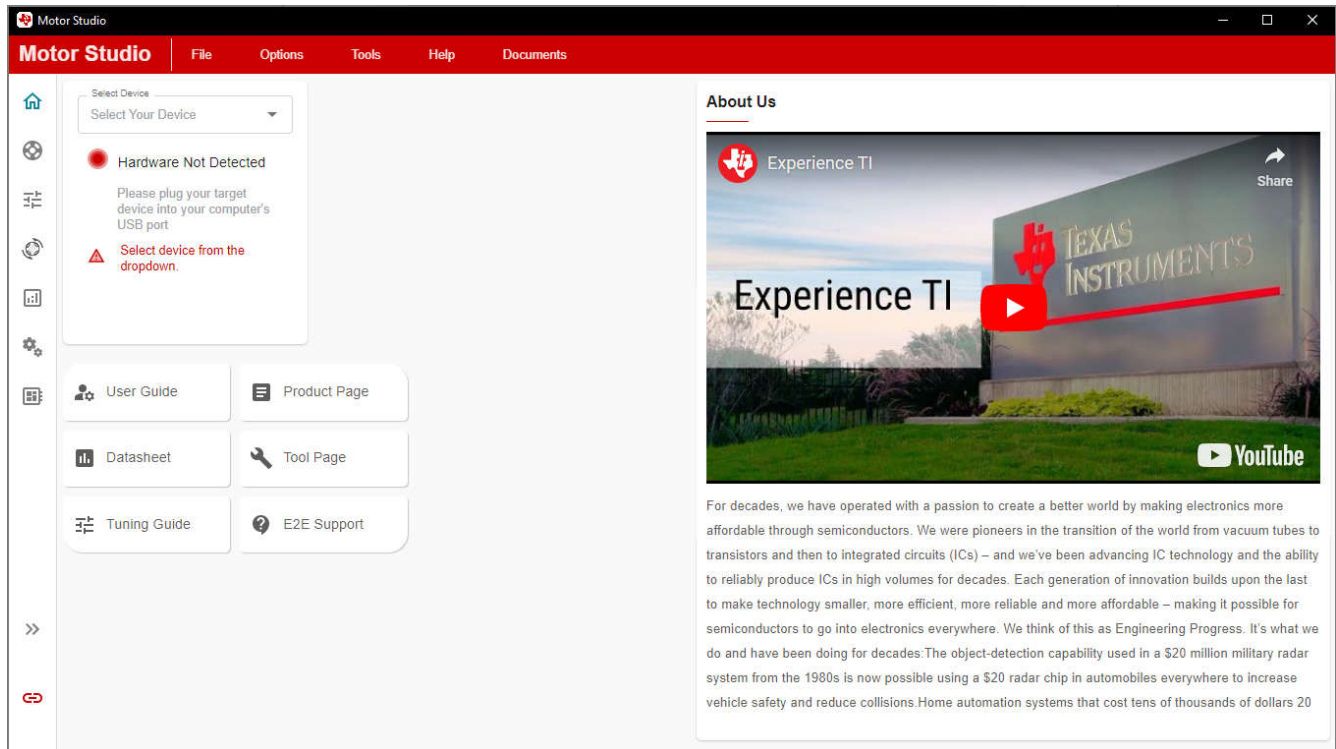 Motor Studio
Motor Studio
File
Options
Tools
Help
Documents
Select Device
Select Your Device
Hardware Not Detected
Please plug your target
device into your computer's
USB port
Select device from the
dropdown.
User Guide
Product Page
Datasheet
Tool Page
Tuning Guide
E2E Support
About Us
Experience TI
Share
TEXAS
INSTRUMENTS
Experience TI
YouTube
For decades, we have operated with a passion to create a better world by making electronics more
affordable through semiconductors. We were pioneers in the transition of the world from vacuum tubes to
transistors and then to integrated circuits (ICs) – and we've been advancing IC technology and the ability
to reliably produce ICs in high volumes for decades. Each generation of innovation builds upon the last
to make technology smaller, more efficient, more reliable and more affordable – making it possible for
semiconductors to go into electronics everywhere. We think of this as Engineering Progress. It's what we
do and have been doing for decades:The object-detection capability used in a $20 million military radar
system from the 1980s is now possible using a $20 radar chip in automobiles everywhere to increase
vehicle safety and reduce collisions.Home automation systems that cost tens of thousands of dollars 20